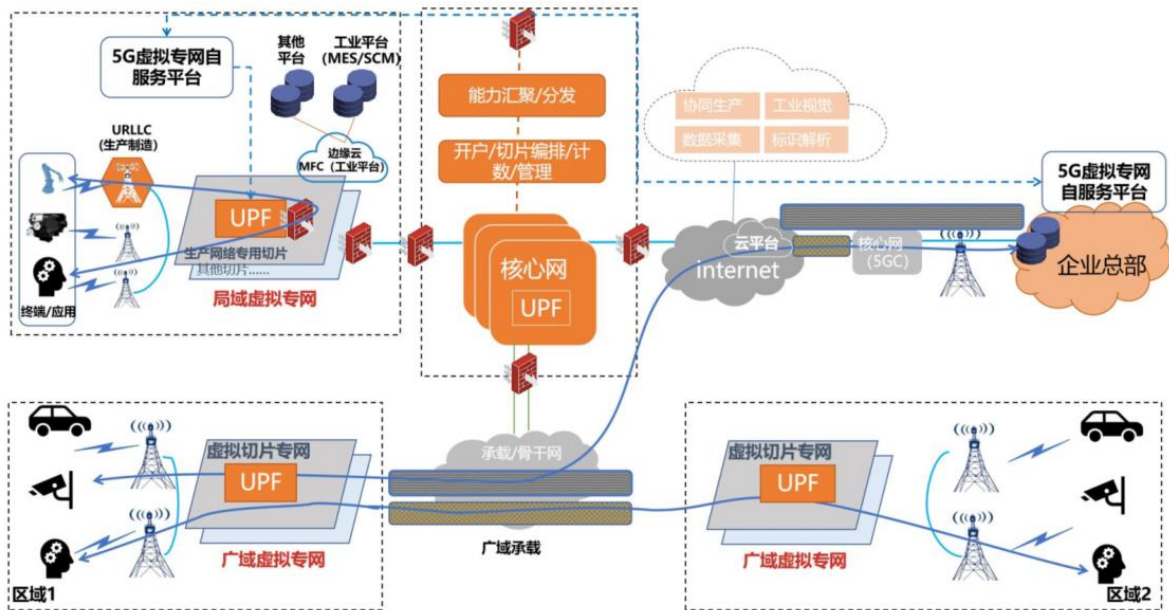 5G虚拟专网自
服务平台
其他
平台
工业平台
(MES/SCM)
URLLC
(生产制造)
边缘云
MFC（工业平台）
UPF
生产网络专用切片
其他切片......
局域虚拟专网
终端/应用
能力汇聚/分发
开户/切片编排/计
数/管理
核心网
UPF
协同生产
工业视觉
数据采集
标识解析
云平台
internet
核心网
（5GC）
5G虚拟专网
自服务平台
企业总部
虚拟切片专网
UPF
广域虚拟专网
区域1
承载/骨干网
广域承载
虚拟切片专网
UPF
广域虚拟专网
区域2